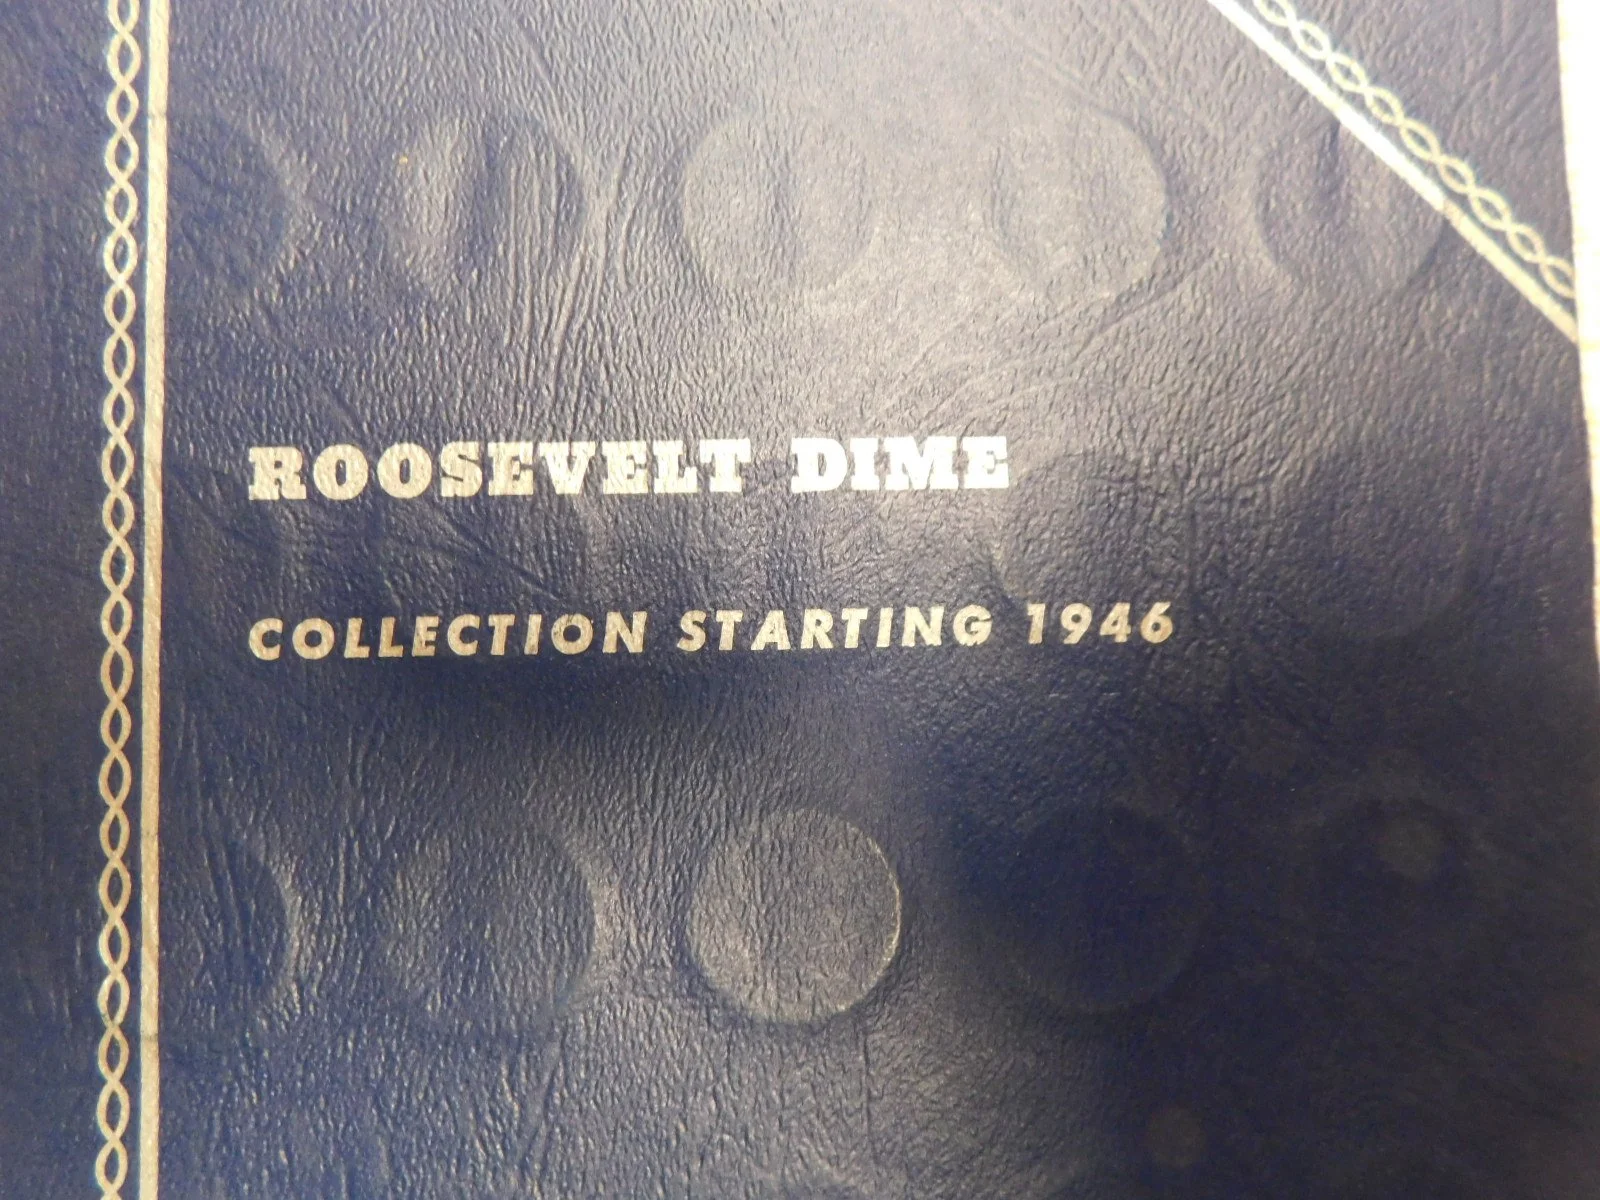 ROOSEVELT DIME
COLLECTION STARTING 1946